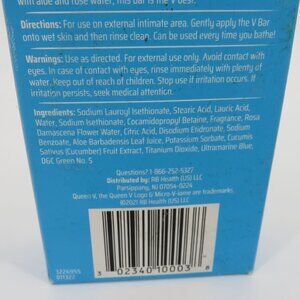 with aloe and rose water, this bar is the V best!
Directions: For use on external intimate area. Gently apply the V Bar
onto wet skin and then rinse clean. Can be used every time you bathe!
Warnings: Use as directed. For external use only. Avoid contact with
eyes. In case of contact with eyes, rinse immediately with plenty of
water. Keep out of reach of children. Stop use if irritation occurs. If
irritation persists, seek medical attention.
Ingredients: Sodium Lauroyl Isethionate, Stearic Acid, Lauric Acid,
Water, Sodium Isethionate, Cocamidopropyl Betaine, Fragrance, Rosa
Damascena Flower Water, Citric Acid, Disodium Etidronate, Sodium
Benzoate, Aloe Barbadensis Leaf Juice, Potassium Sorbate, Cucumis
Sativus (Cucumber) Fruit Extract, Titanium Dioxide, Ultramarine Blue,
D&C Green No. 5
Questions? 1-866-252-5327
Distributed by: RB Health (US) LLC
Parsippany, NJ 07054-0224
Queen V, the Queen V Logo & Micro-V-iome are trademarks.
©2021 RB Health (US) LLC
3226955
011322
3 02340 10003 8